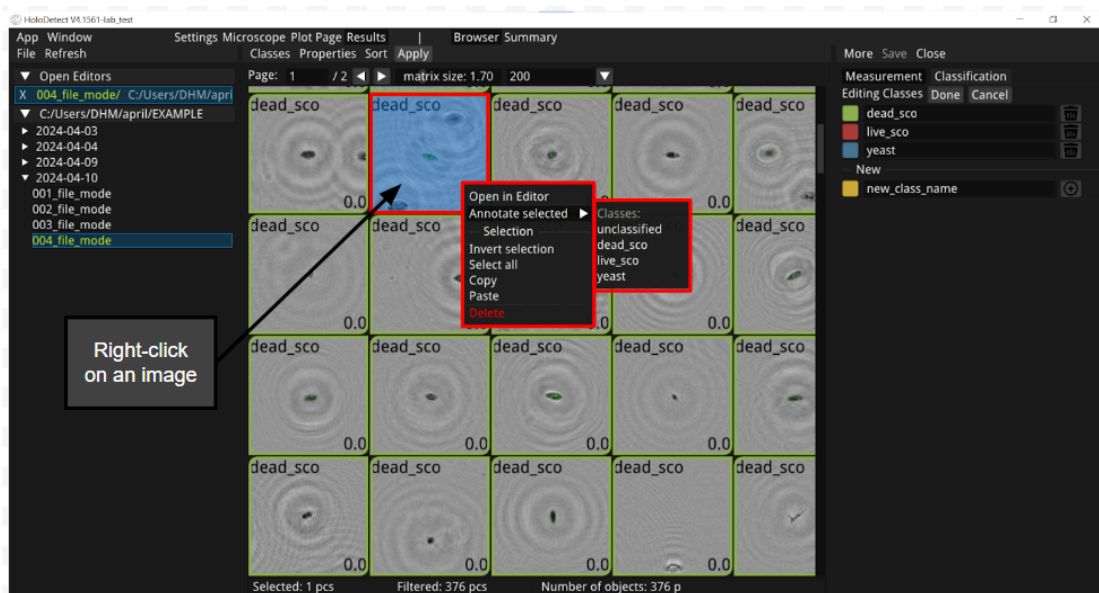 HoloDetect V4.1561-lab_test
App Window Settings Microscope Plot Page Results | Browser Summary
File Refresh Classes Properties Sort Apply More Save Close
Open Editors
X 004_file_mode/ C:/Users/DHM/apri
C:/Users/DHM/april/EXAMPLE
2024-04-03
2024-04-04
2024-04-09
2024-04-10
001_file_mode
002_file_mode
003_file_mode
004_file_mode
Page: 1 / 2 matrix size: 1.70 200
dead_sco dead_sco dead_sco dead_sco dead_sco
0.0 0.0
dead_sco dead_sco dead_sco dead_sco
0.0 0.0 0.0
dead_sco dead_sco dead_sco dead_sco dead_sco
0.0 0.0 0.0 0.0
dead_sco dead_sco dead_sco dead_sco dead_sco
0.0 0.0 0.0 0.0
Open in Editor
Annotate selected
Selection
Invert selection
Select all
Copy
Paste
Delete
Classes:
unclassified
dead_sco
live_sco
yeast
Right-click
on an image
Selected: 1 pcs Filtered: 376 pcs Number of objects: 376 p
Measurement Classification
Editing Classes Done Cancel
dead_sco
live_sco
yeast
New
new_class_name